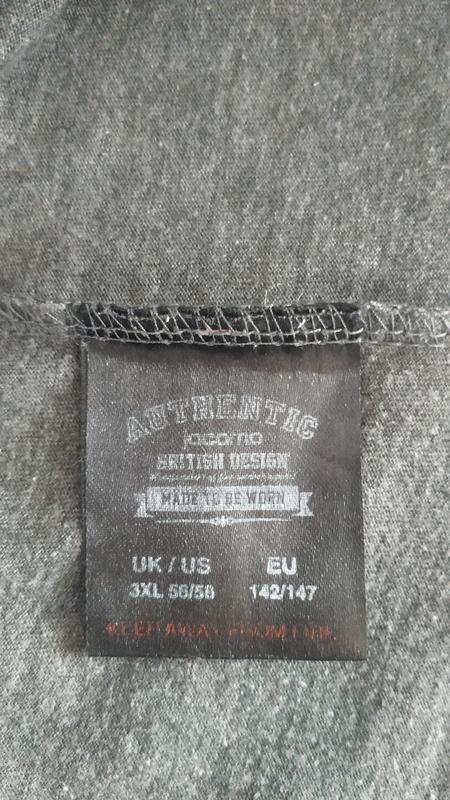 AUTHENTIC
jacamo
BRITISH DESIGN
MADE TO BE WORN
UK / US EU
3XL 56/58 142/147
KEEP AWAY FROM FIRE